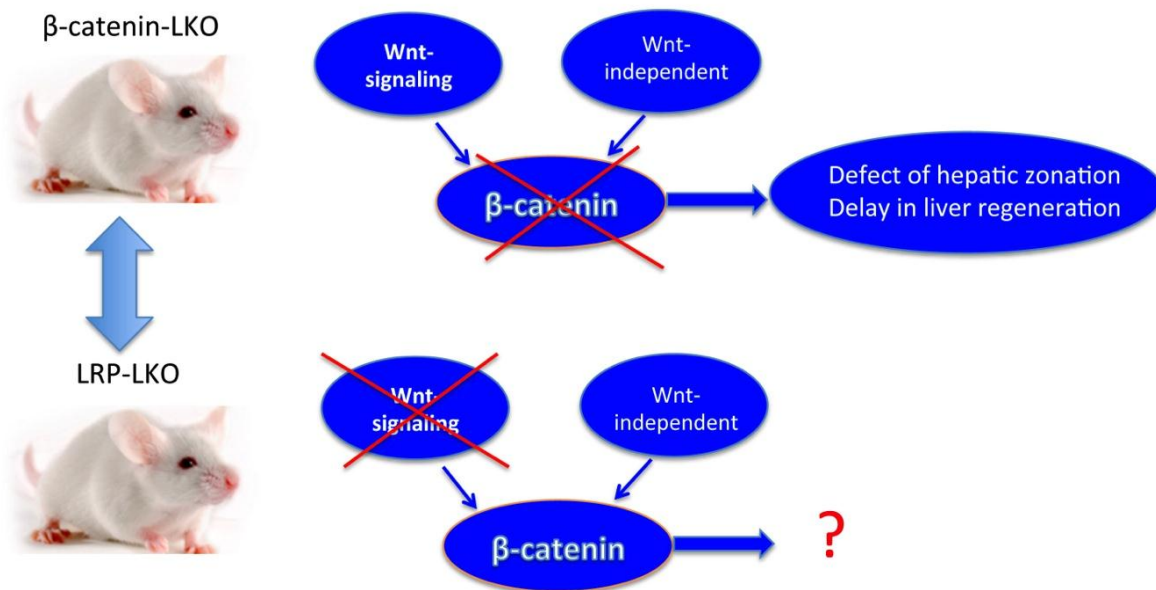 β-catenin-LKO
Wnt-
signaling
Wnt-
independent
β-catenin
Defect of hepatic zonation
Delay in liver regeneration
LRP-LKO
Wnt-
signaling
Wnt-
independent
β-catenin
?